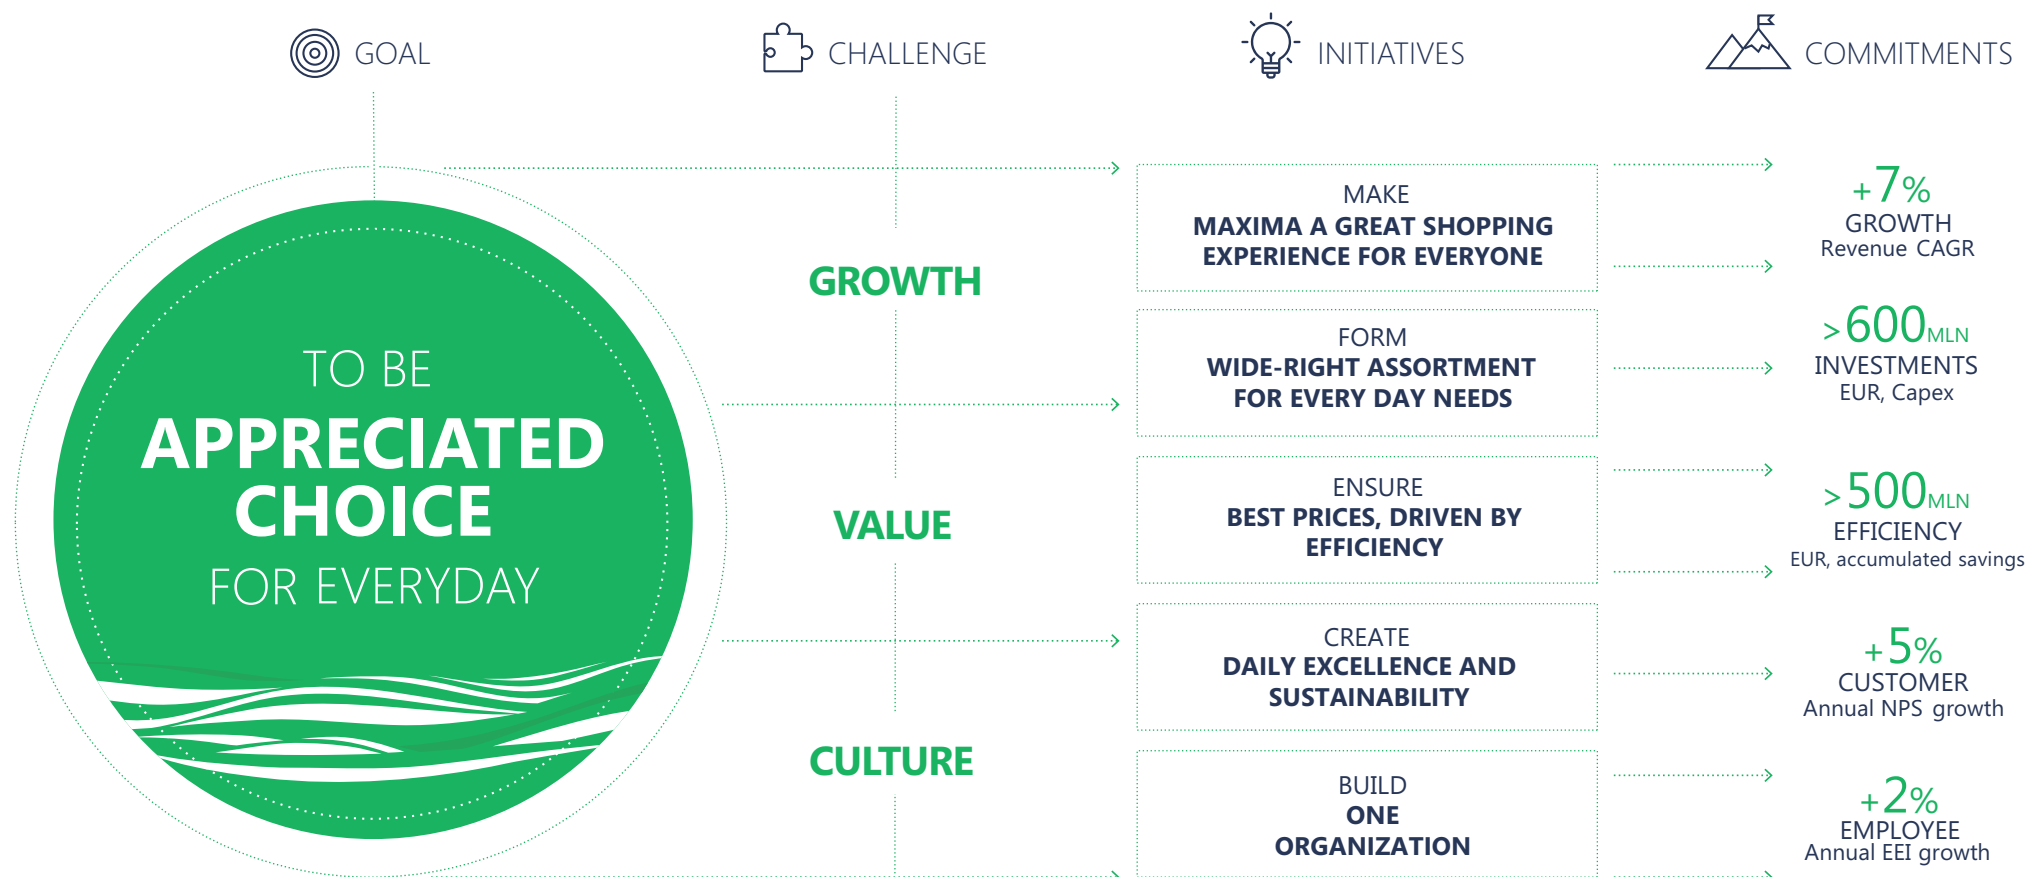 GOAL
CHALLENGE
INITIATIVES
COMMITMENTS
TO BE
APPRECIATED
CHOICE
FOR EVERYDAY
GROWTH
VALUE
CULTURE
MAKE
MAXIMA A GREAT SHOPPING
EXPERIENCE FOR EVERYONE
FORM
WIDE-RIGHT ASSORTMENT
FOR EVERY DAY NEEDS
ENSURE
BEST PRICES, DRIVEN BY
EFFICIENCY
CREATE
DAILY EXCELLENCE AND
SUSTAINABILITY
BUILD
ONE
ORGANIZATION
+7%
GROWTH
Revenue CAGR
>600MLN
INVESTMENTS
EUR, Capex
>500MLN
EFFICIENCY
EUR, accumulated savings
+5%
CUSTOMER
Annual NPS growth
+2%
EMPLOYEE
Annual EEI growth